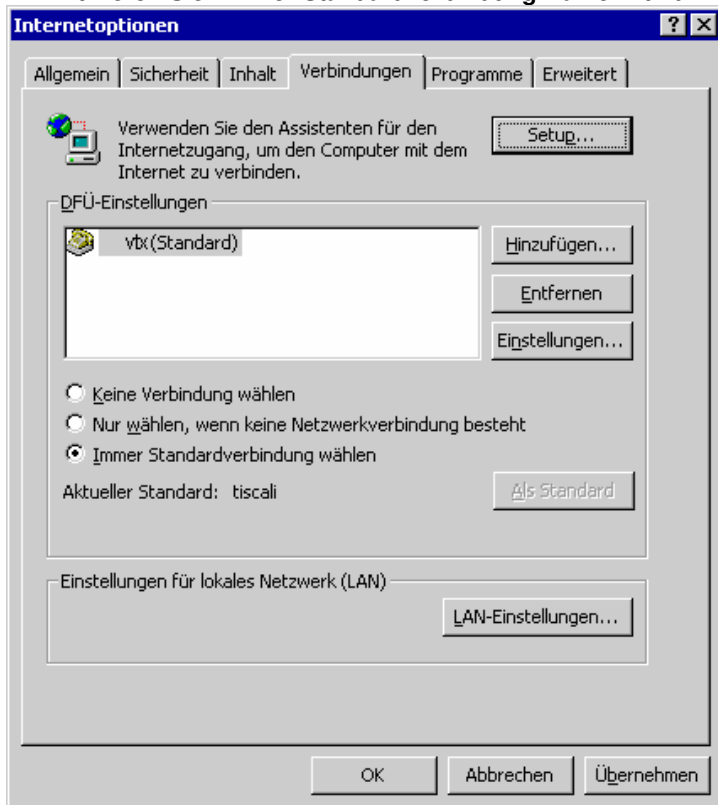 Internetoptionen
Allgemein Sicherheit Inhalt Verbindungen Programme Erweitert
Verwenden Sie den Assistenten für den
Internetzugang, um den Computer mit dem
Internet zu verbinden.
Setup...
DFÜ-Einstellungen
vtx(Standard)
Hinzufügen...
Entfernen
Einstellungen...
Keine Verbindung wählen
Nur wählen, wenn keine Netzwerkverbindung besteht
Immer Standardverbindung wählen
Aktueller Standard: tiscali
Als Standard
Einstellungen für lokales Netzwerk (LAN)
LAN-Einstellungen...
OK Abbrechen Übernehmen